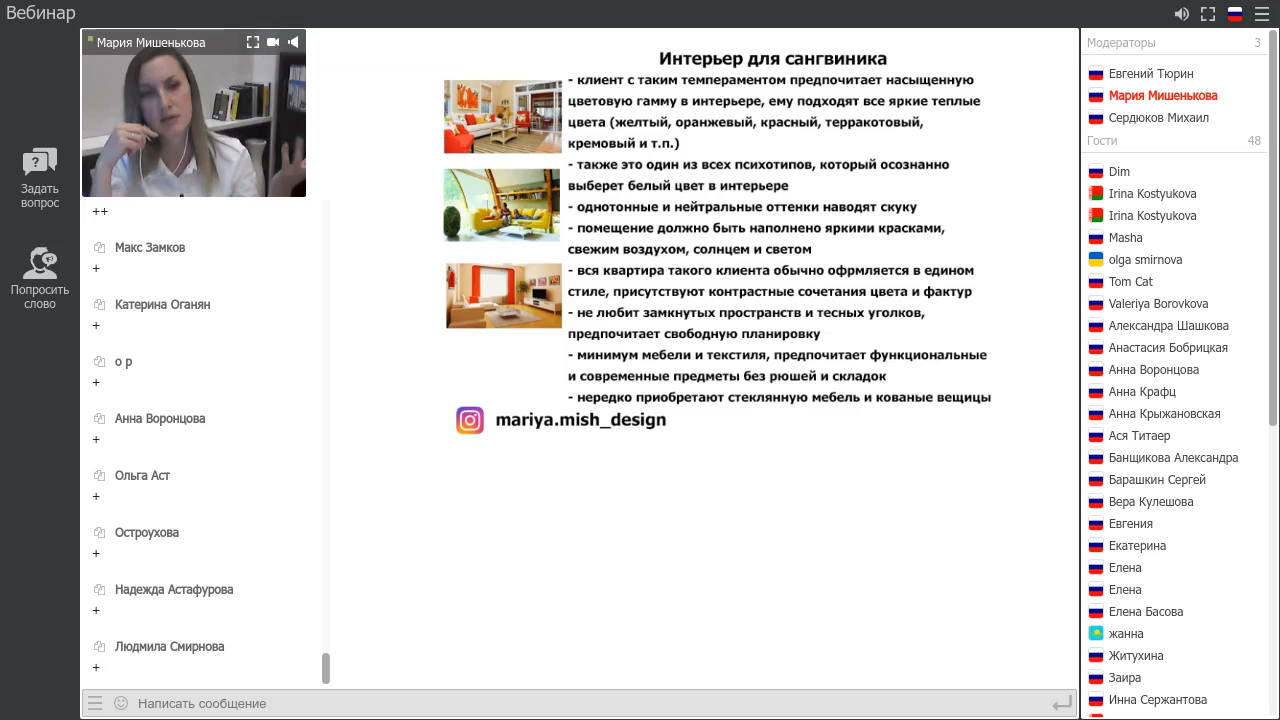 Вебинар
Задать
вопрос
Попросить
слово
Мария Мишенькова
++
Макс Замков
+
Катерина Оганян
+
о р
+
Анна Воронцова
+
Ольга Аст
+
Остроухова
+
Надежда Астафурова
+
Людмила Смирнова
+
Написать сообщение
Интерьер для сангвиника
- клиент с таким темпераментом предпочитает насыщенную
цветовую гамму в интерьере, ему подходят все яркие теплые
цвета (желтый, оранжевый, красный, терракотовый,
кремовый и т.п.)
- также это один из всех психотипов, который осознанно
выберет белый цвет в интерьере
- однотонные и нейтральные оттенки наводят скуку
- помещение должно быть наполнено яркими красками,
свежим воздухом, солнцем и светом
- вся квартира такого клиента обычно офрмляется в едином
стиле, присутствуют контрастные сочетания цвета и фактур
- не любит замкнутых пространств и тесных уголков,
предпочитает свободную планировку
- минимум мебели и текстиля, предпочитает функциональные
и современные предметы без рюшей и складок
- нередко приобретают стеклянную мебель и кованые вещицы
mariya.mish_design
Модераторы 3
Евгений Тюрин
Мария Мишенькова
Сердюков Михаил
Гости 48
Dim
Irina Kostyukova
Irina Kostyukova
Masha
olga smirnova
Tom Cat
Valeriya Borovkova
Александра Шашкова
Анастасия Бобрицкая
Анна Воронцова
Анна Крафц
Анна Крыжановская
Ася Титаер
Банщикова Александра
Барашкин Сергей
Вера Кулешова
Евгения
Екатерина
Елена
Елена
Елена Басова
жанна
Житухина
Заира
Инна Сержантова